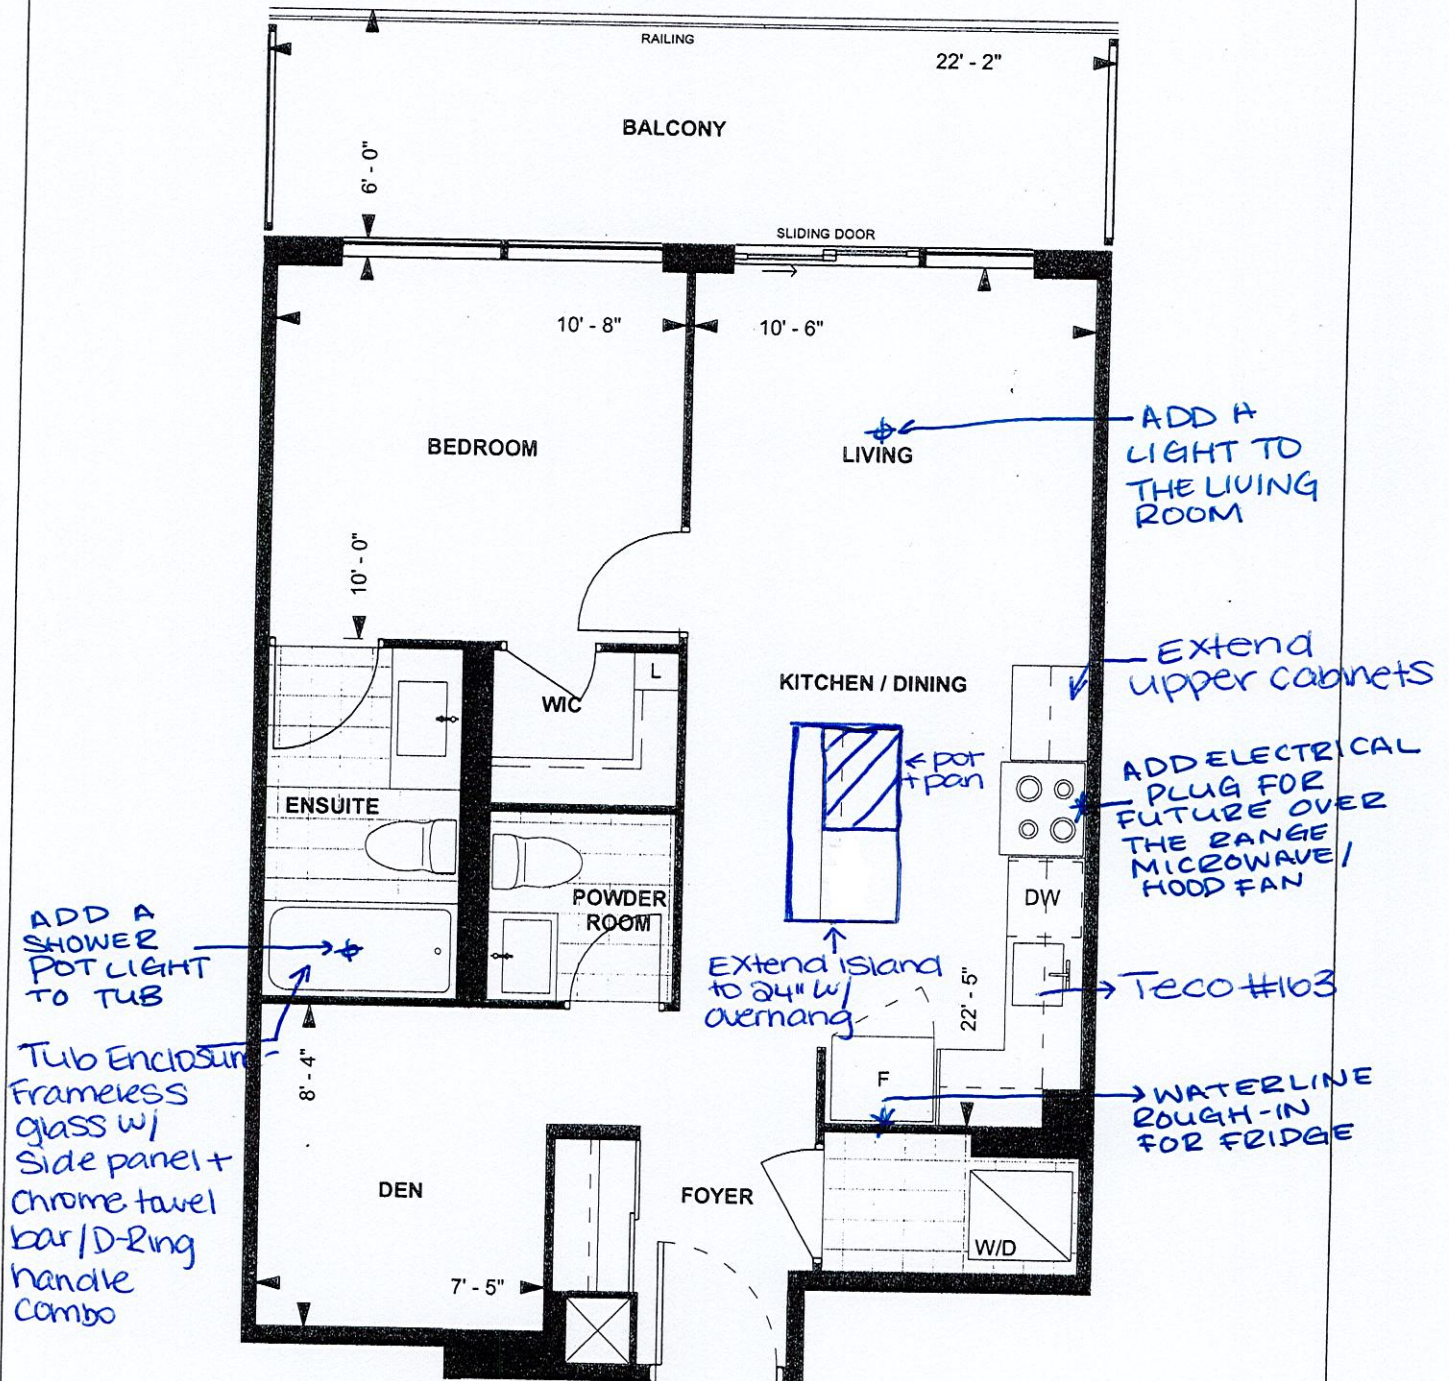 RAILING
22' - 2"
BALCONY
6' - 0"
SLIDING DOOR
10' - 8"
10' - 6"
ADD A
LIGHT TO
THE LIVING
ROOM
BEDROOM
LIVING
10' - 0"
Extend
upper cabinets
L
WIC
KITCHEN / DINING
← pot
+ pan
ADD ELECTRICAL
PLUG FOR
FUTURE OVER
THE RANGE
MICROWAVE /
HOOD FAN
ENSUITE
POWDER
ROOM
DW
ADD A
SHOWER
POT LIGHT
TO TUB
Extend island
to 24" w/
overhang
22' - 5"
Teco #163
Tub Enclosure
Frameless
glass w/
Side panel +
Chrome towel
bar / D-Ring
handle
combo
8' - 4"
F
WATERLINE
ROUGH-IN
FOR FRIDGE
DEN
FOYER
W/D
7' - 5"